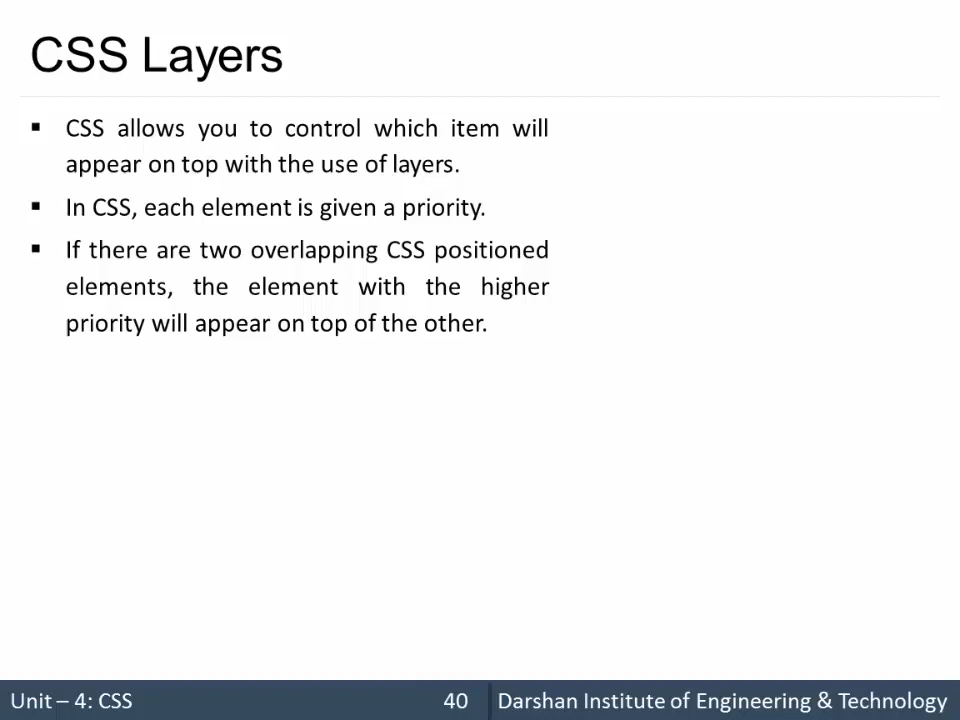 CSS Layers
▪ CSS allows you to control which item will
appear on top with the use of layers.
▪ In CSS, each element is given a priority.
▪ If there are two overlapping CSS positioned
elements, the element with the higher
priority will appear on top of the other.
Unit – 4: CSS 40 Darshan Institute of Engineering & Technology